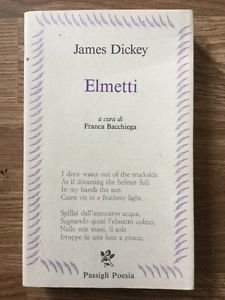 James Dickey
Elmetti
a cura di
Franca Bacchiega
I drew water out of the truckside
As if dreaming the helmet full.
In my hands the sun
Came on in a feathery light.
Spillai dall'autocarro acqua,
Sognando quasi l'elmetto colmo.
Nelle mie mani, il sole
Irruppe in una luce a piume.
Passigli Poesia